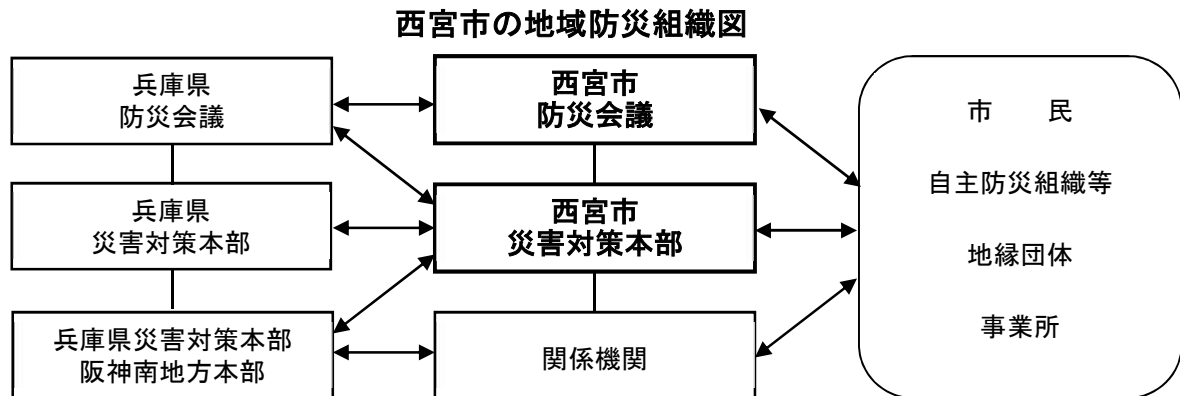 西宮市の地域防災組織図
兵庫県
防災会議
西宮市
防災会議
兵庫県
災害対策本部
西宮市
災害対策本部
兵庫県災害対策本部
阪神南地方本部
関係機関
市　　民
自主防災組織等
地縁団体
事業所